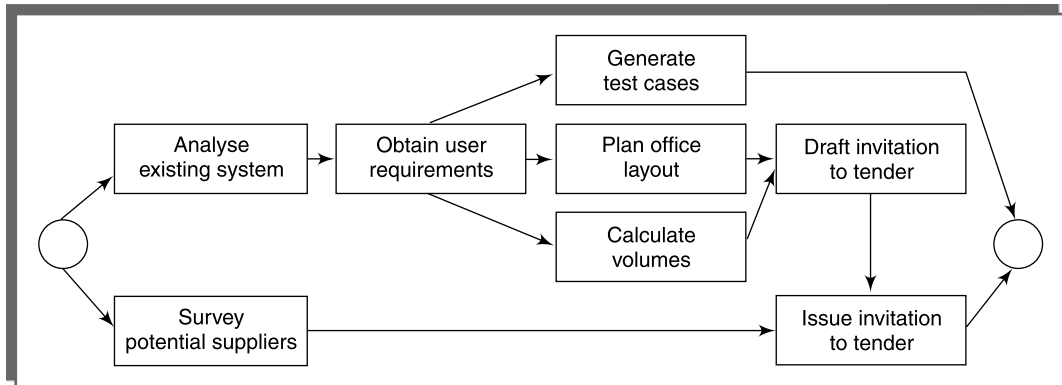 Generate
test cases
Analyse
existing system
Obtain user
requirements
Plan office
layout
Draft invitation
to tender
Calculate
volumes
Survey
potential suppliers
Issue invitation
to tender